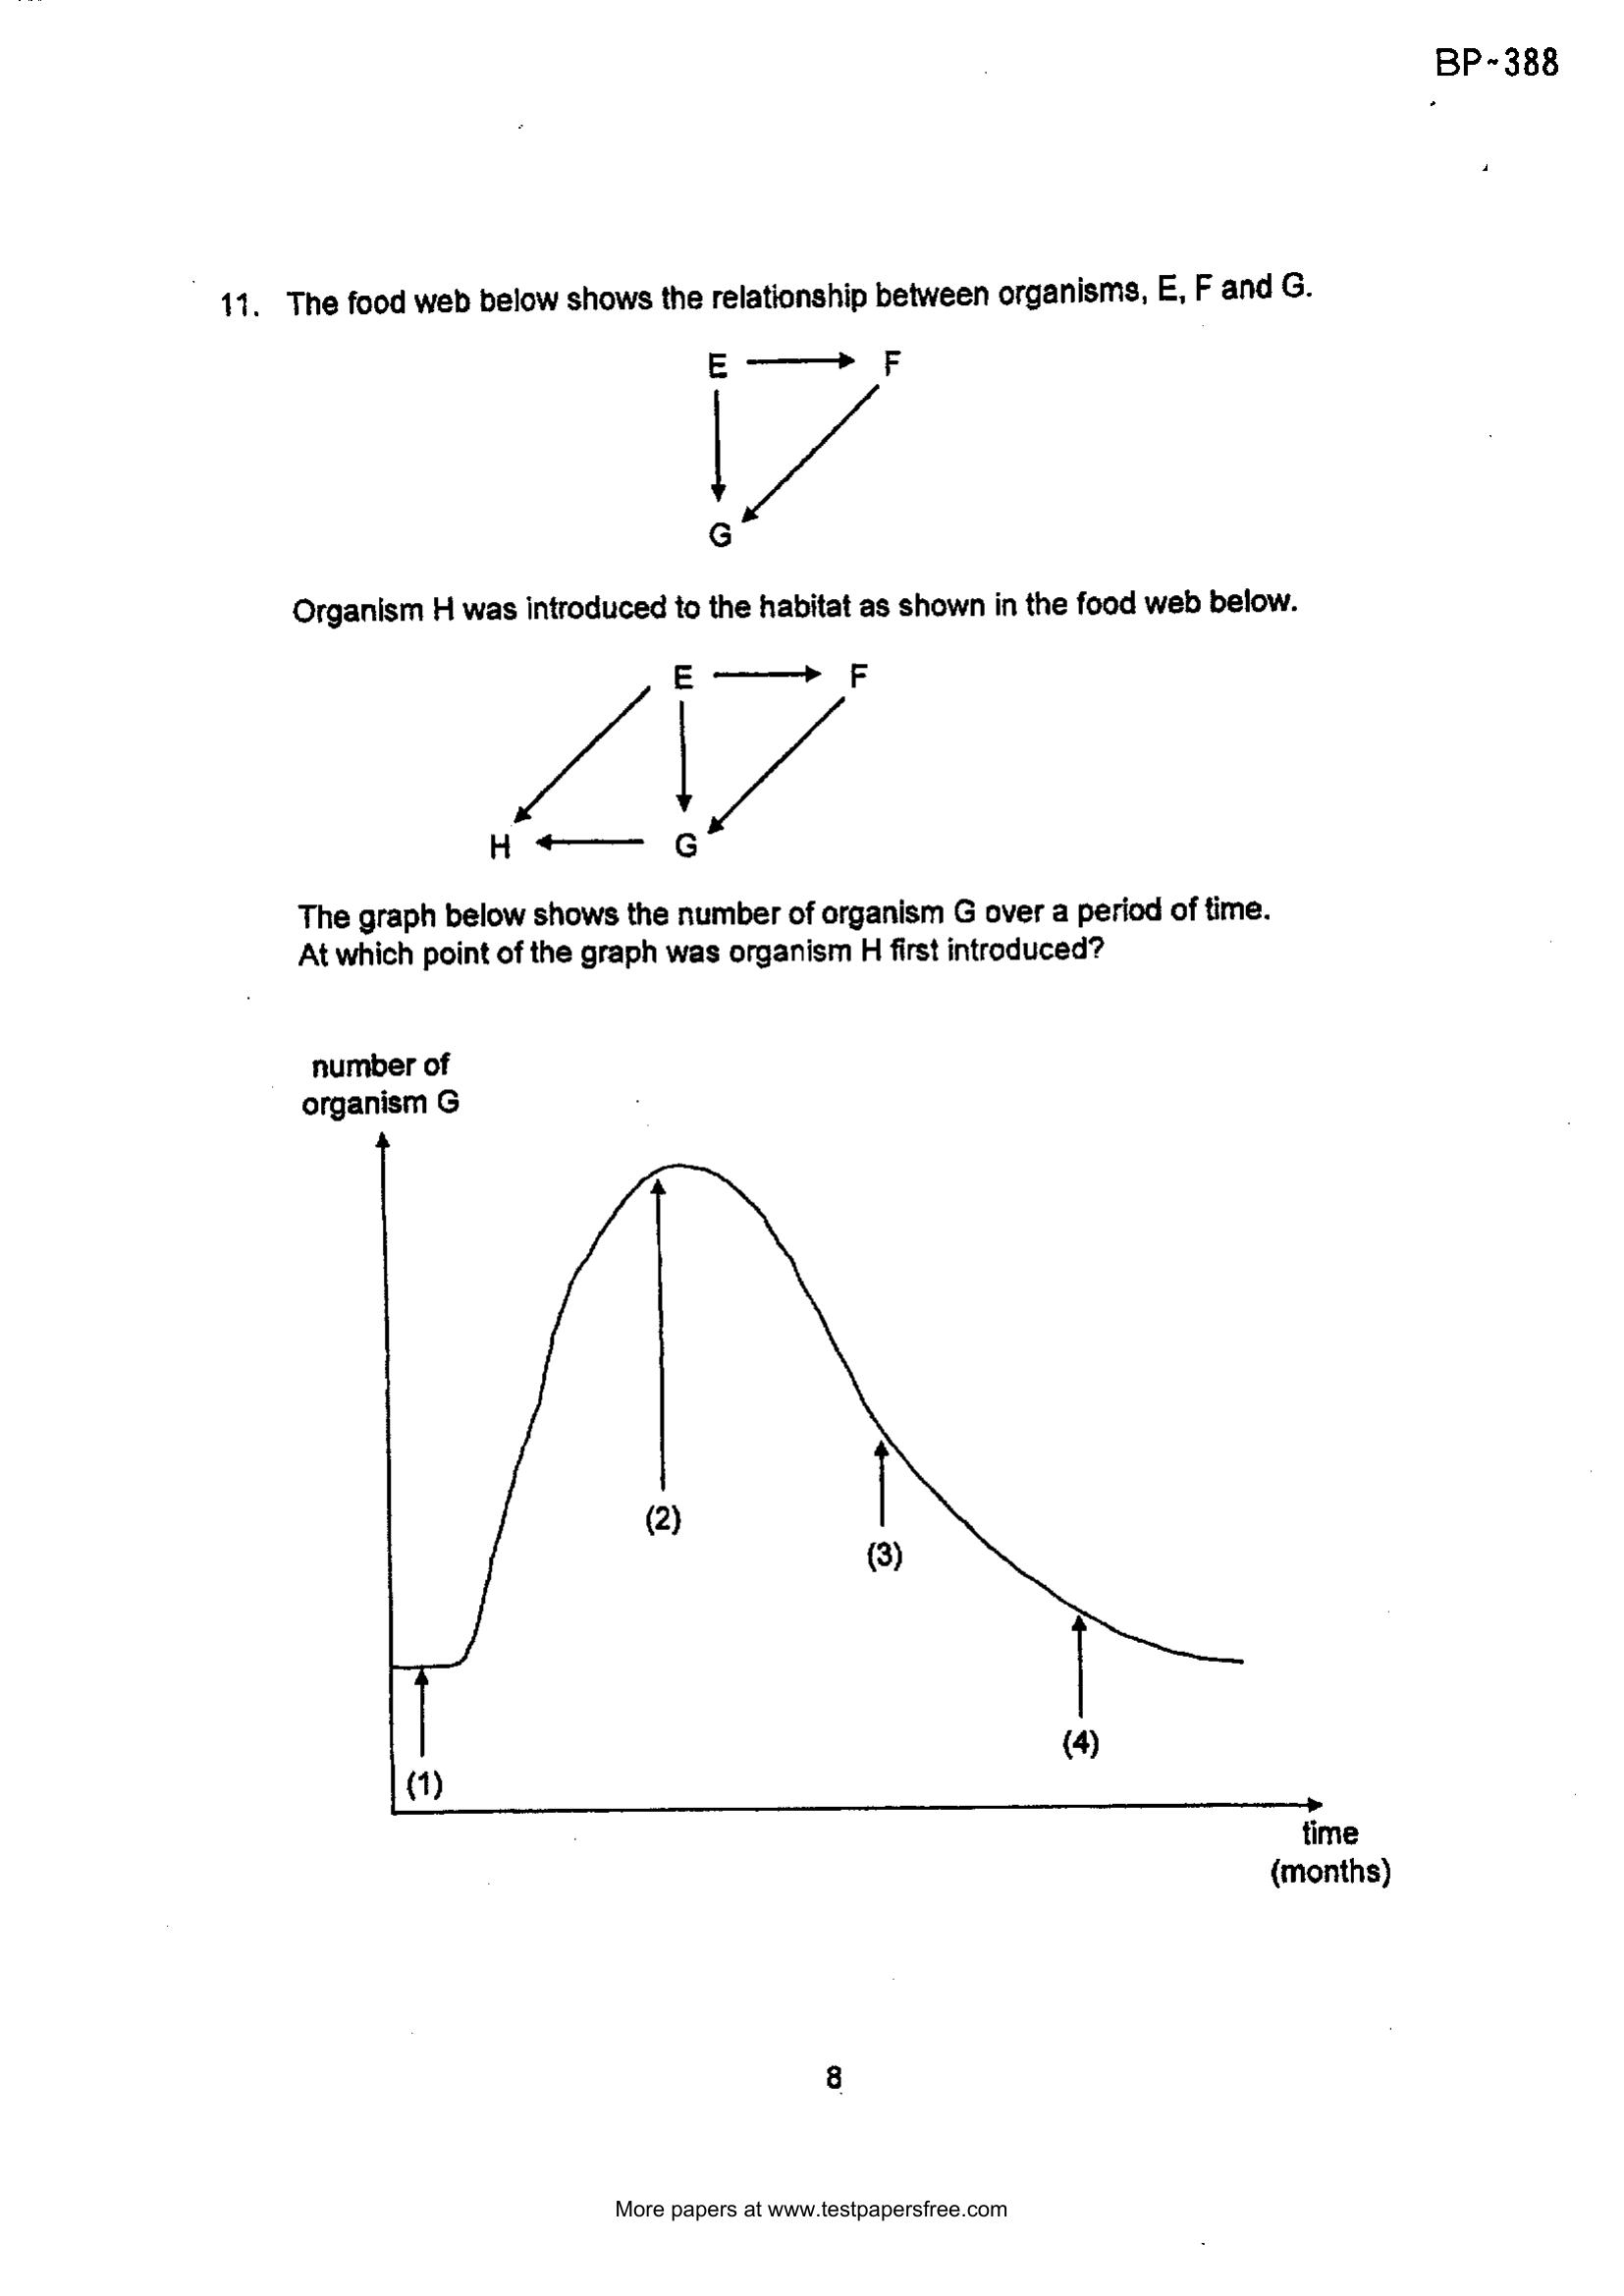 BP~388
11. The food web below shows the relationship between organisms, E, F and G.
E F
G
Organism H was introduced to the habitat as shown in the food web below.
E F
H G
The graph below shows the number of organism G over a period of time.
At which point of the graph was organism H first introduced?
number of
organism G
(2)
(3)
(4)
(1)
time
(months)
8
More papers at www.testpapersfree.com